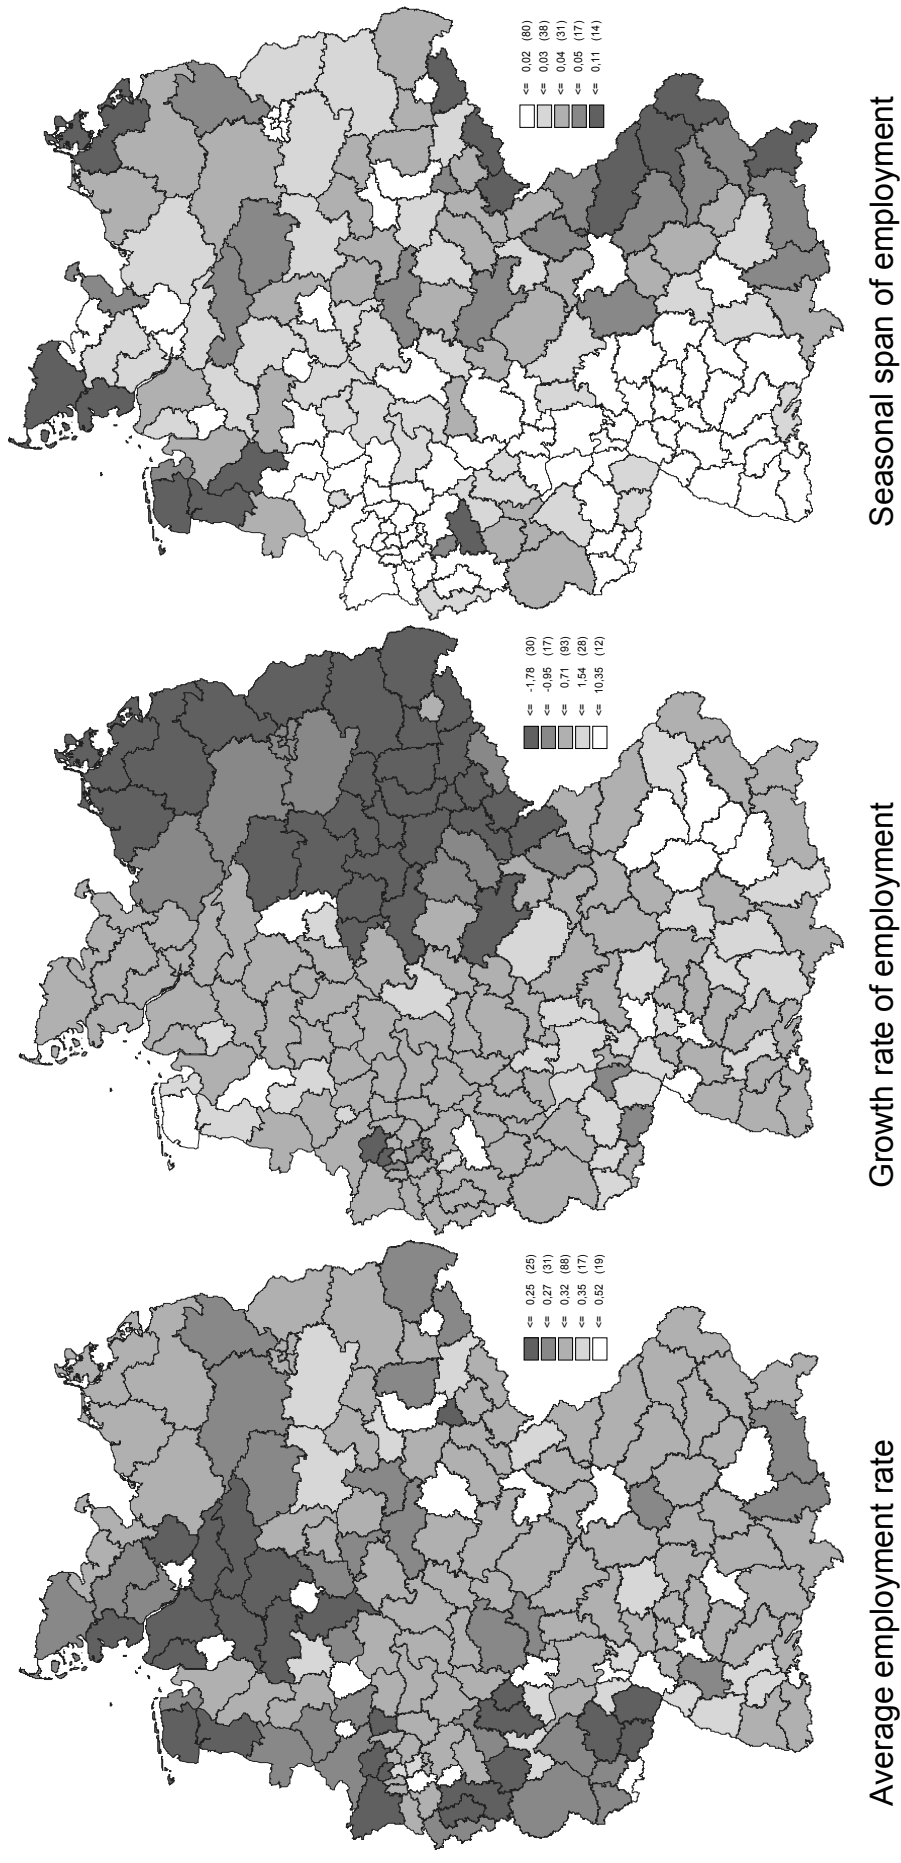 <= 0,25 (25)
<= 0,27 (31)
<= 0,32 (88)
<= 0,35 (17)
<= 0,52 (19)
Average employment rate
<= -1,78 (30)
<= -0,95 (17)
<= 0,71 (93)
<= 1,54 (28)
<= 10,35 (12)
Growth rate of employment
<= 0,02 (80)
<= 0,03 (38)
<= 0,04 (31)
<= 0,05 (17)
<= 0,11 (14)
Seasonal span of employment